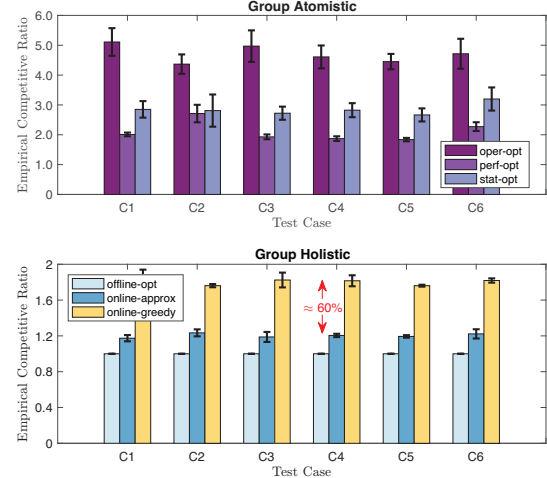 Group Atomistic
Empirical Competitive Ratio
6.0
5.0
4.0
3.0
2.0
1.0
0
oper-opt
perf-opt
stat-opt
C1 C2 C3 C4 C5 C6
Test Case
Group Holistic
Empirical Competitive Ratio
2
1.6
1.2
0.8
0.4
0
offline-opt
online-approx
online-greedy
≈ 60%
C1 C2 C3 C4 C5 C6
Test Case